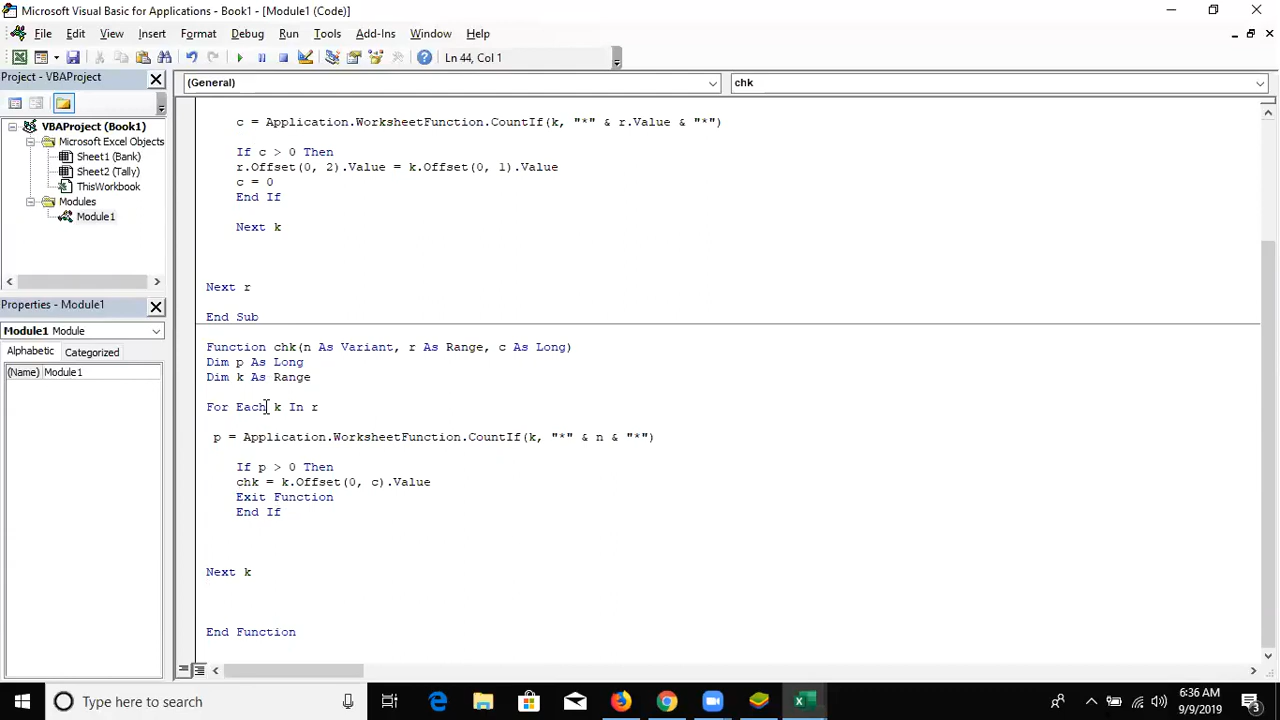 Microsoft Visual Basic for Applications - Book1 - [Module1 (Code)]
File Edit View Insert Format Debug Run Tools Add-Ins Window Help
Ln 44, Col 1
Project - VBAProject
(General)
chk
VBAProject (Book1)
Microsoft Excel Objects
Sheet1 (Bank)
Sheet2 (Tally)
ThisWorkbook
Modules
Module1
Properties - Module1
Module1 Module
Alphabetic Categorized
(Name) Module1
c = Application.WorksheetFunction.CountIf(k, "*" & r.Value & "*")
If c > 0 Then
r.Offset(0, 2).Value = k.Offset(0, 1).Value
c = 0
End If
Next k
Next r
End Sub
Function chk(n As Variant, r As Range, c As Long)
Dim p As Long
Dim k As Range
For Each k In r
p = Application.WorksheetFunction.CountIf(k, "*" & n & "*")
If p > 0 Then
chk = k.Offset(0, c).Value
Exit Function
End If
Next k
End Function
Type here to search
6:36 AM
9/9/2019
3